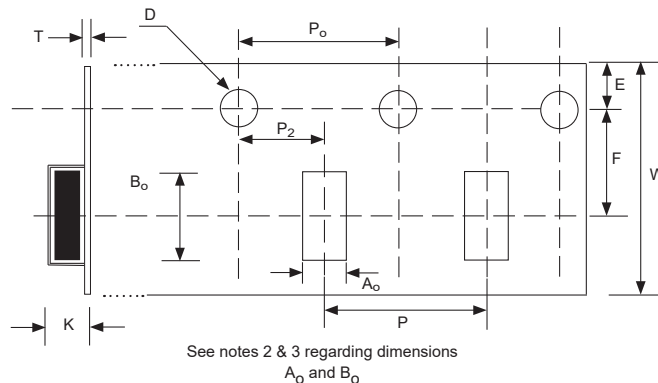 D
T
Po
E
P2
F
W
Bo
Ao
K
P
See notes 2 & 3 regarding dimensions
Ao and Bo